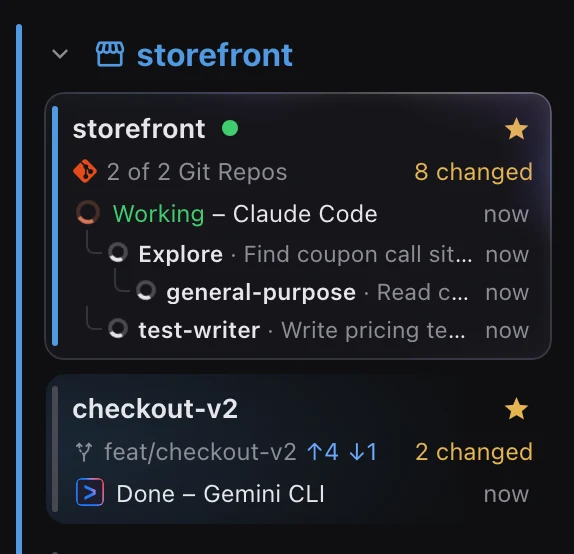 storefront
storefront
2 of 2 Git Repos 8 changed
Working – Claude Code now
Explore · Find coupon call sit... now
general-purpose · Read c... now
test-writer · Write pricing te... now
checkout-v2
feat/checkout-v2 ↑4 ↓1 2 changed
Done – Gemini CLI now